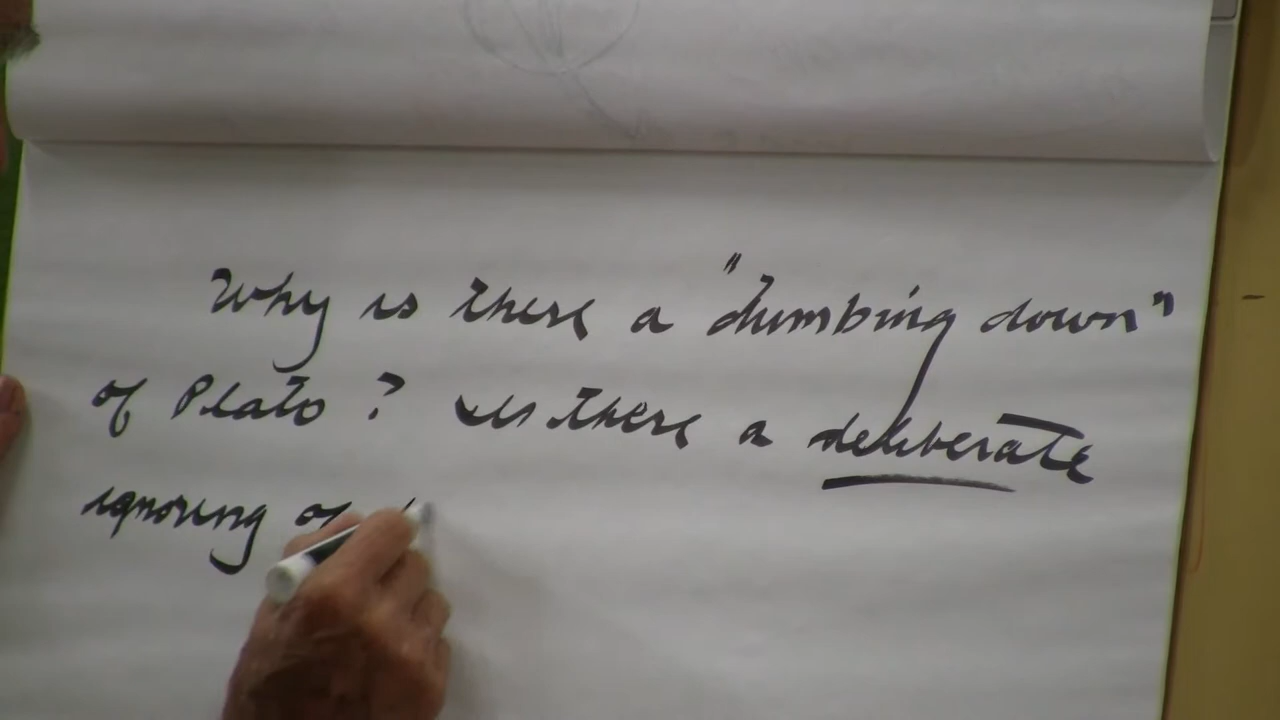 Why is there a "dumbing down"
of Plato? Is there a deliberate
ignoring of